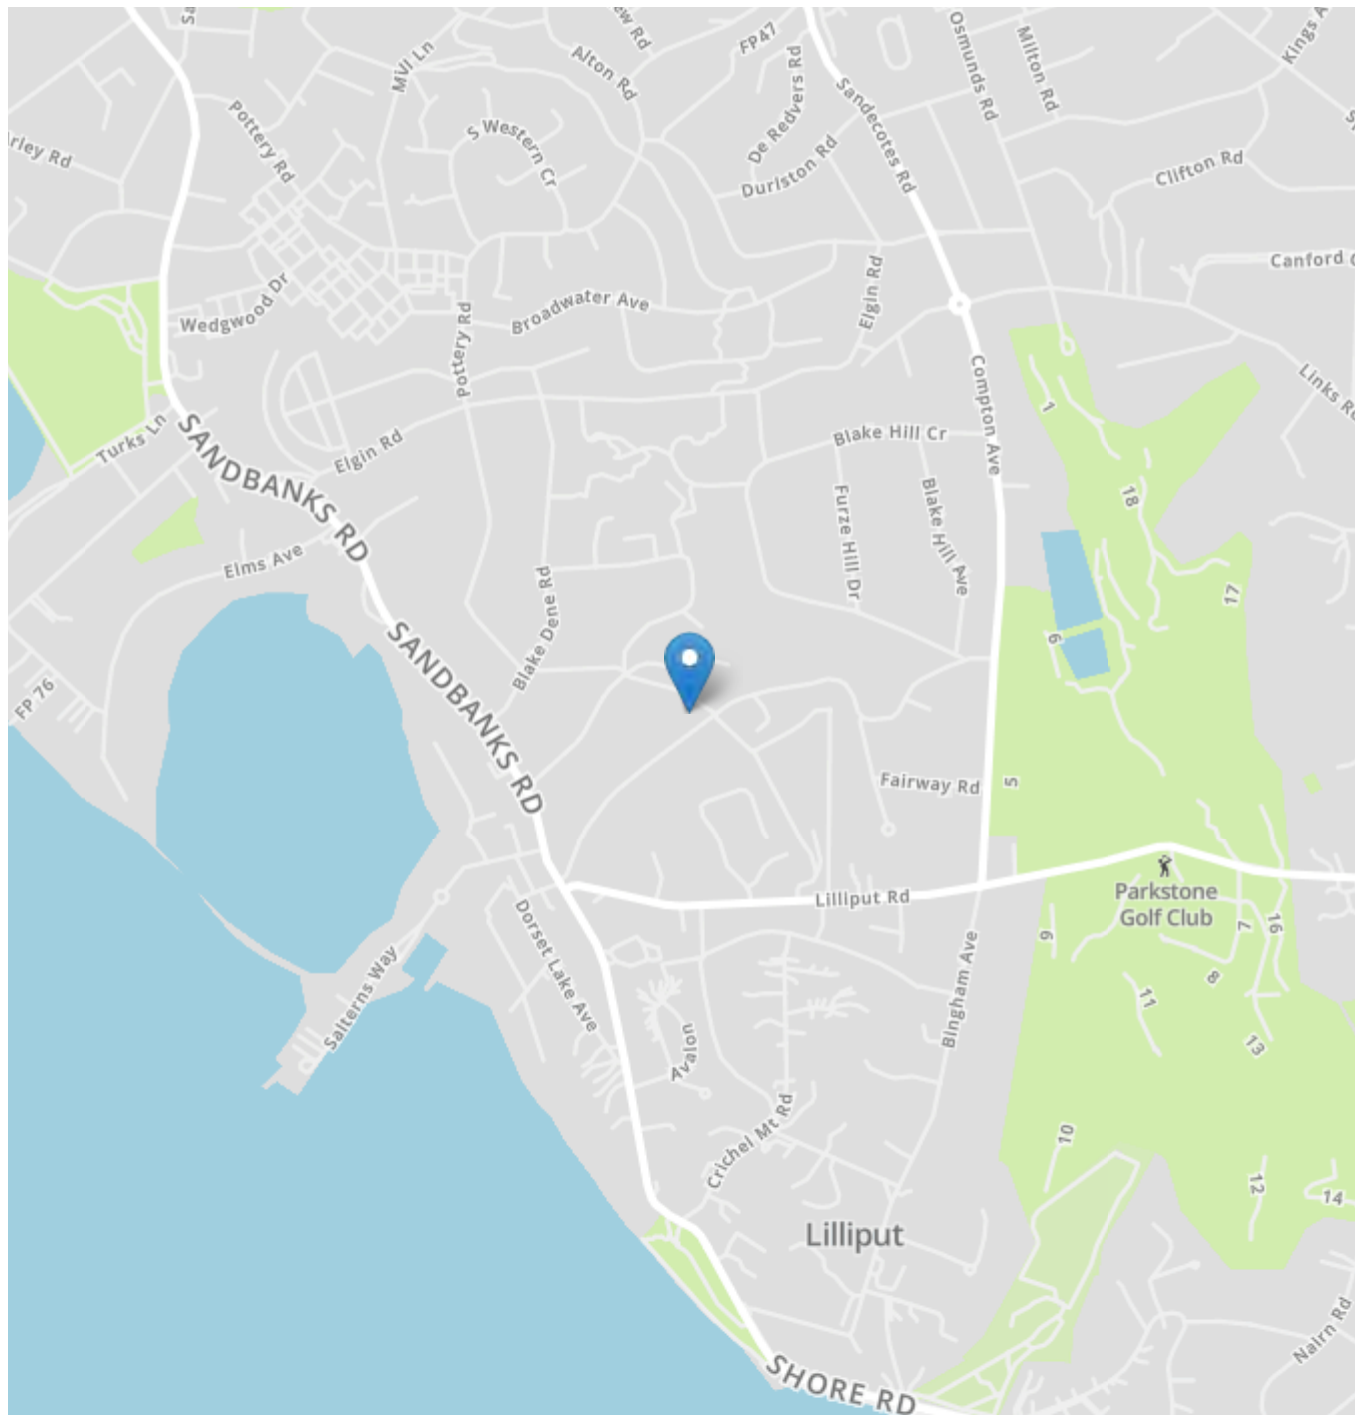 ew Rd
FP47
Osmunds Rd
Milton Rd
Kings A
MVI Ln
Alton Rd
De Redvers Rd
Sandecotes Rd
Pottery Rd
S Western Cr
Durlston Rd
Clifton Rd
rley Rd
Canford
Wedgwood Dr
Broadwater Ave
Elgin Rd
Pottery Rd
Compton Ave
Links Rd
1
Turks Ln
SANDBANKS RD
Elgin Rd
Blake Hill Cr
18
Furze Hill Dr
Blake Hill Ave
Elms Ave
Blake Dene Rd
17
6
SANDBANKS RD
FP 76
Fairway Rd
5
Lilliput Rd
Parkstone
Golf Club
Dorset Lake Ave
Bingham Ave
9
7
16
8
Salterns Way
11
Avalon
13
Crichel Mt Rd
10
12
14
Lilliput
Nairn Rd
SHORE RD